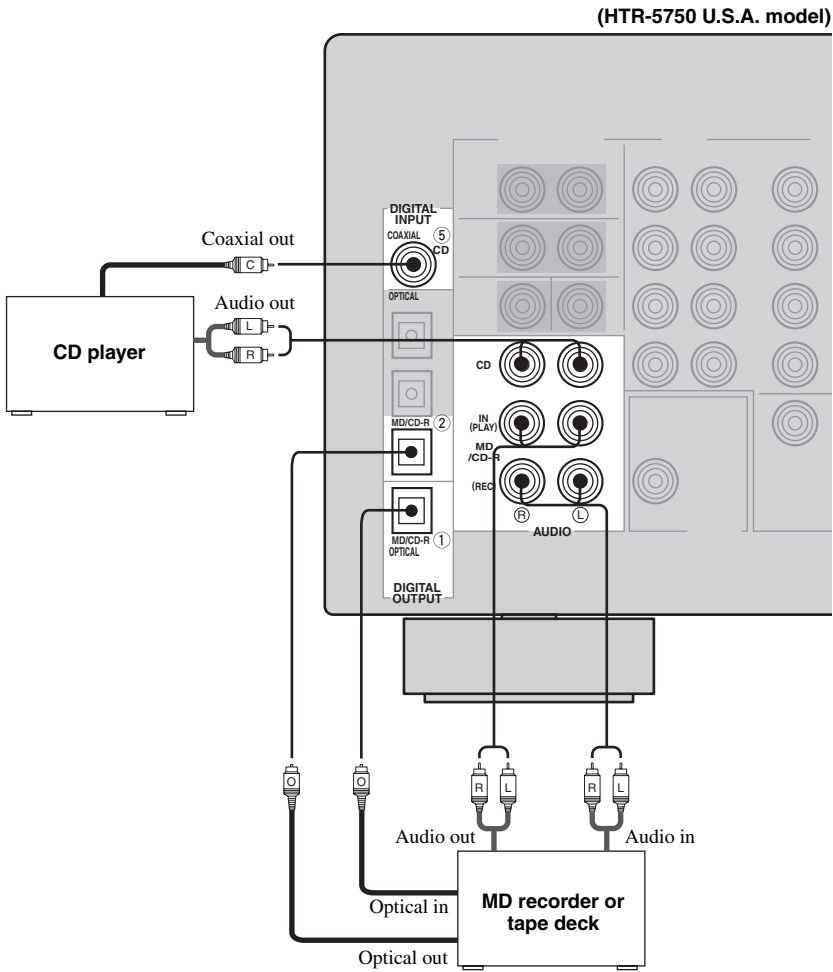 (HTR-5750 U.S.A. model)
DIGITAL
INPUT
COAXIAL ⑤
CD
Coaxial out
C
OPTICAL
Audio out
L
R
CD player
CD
MD/CD-R ②
IN
(PLAY)
MD
/CD-R
(REC)
Ⓡ Ⓛ
AUDIO
MD/CD-R ①
OPTICAL
DIGITAL
OUTPUT
O O
R L R L
Audio out Audio in
Optical in
MD recorder or
tape deck
Optical out